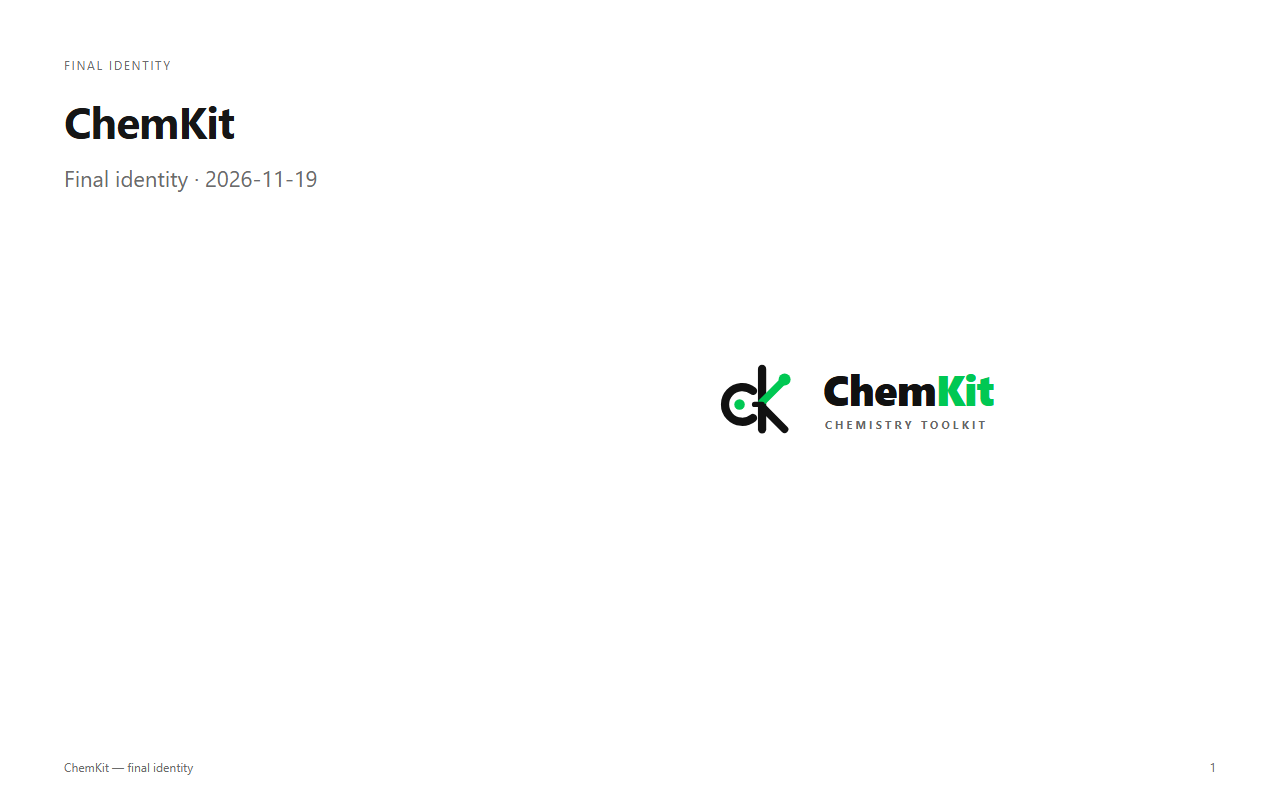 FINAL IDENTITY
ChemKit
Final identity · 2026-11-19
ck
ChemKit
CHEMISTRY TOOLKIT
ChemKit — final identity
1